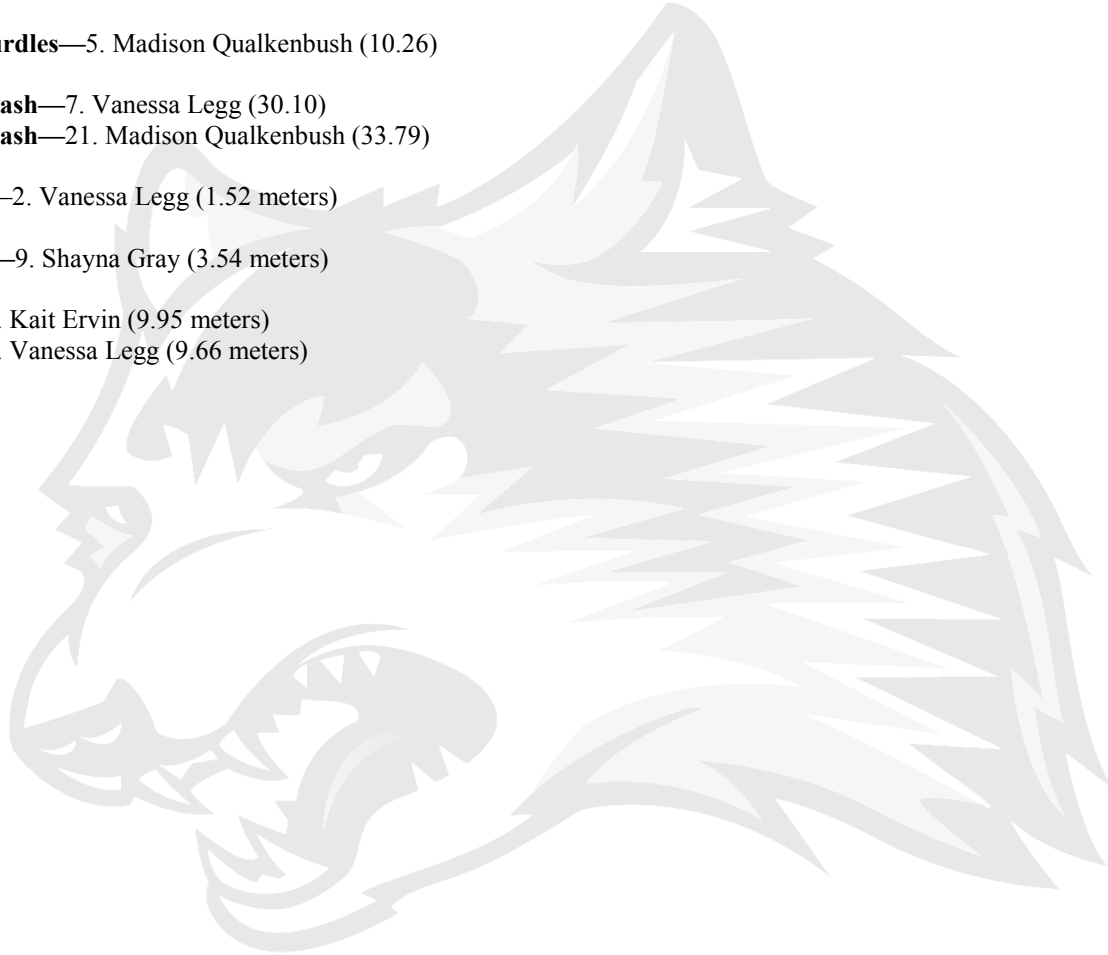 urdles—5. Madison Qualkenbush (10.26)
ash—7. Vanessa Legg (30.10)
ash—21. Madison Qualkenbush (33.79)
–2. Vanessa Legg (1.52 meters)
–9. Shayna Gray (3.54 meters)
. Kait Ervin (9.95 meters)
. Vanessa Legg (9.66 meters)